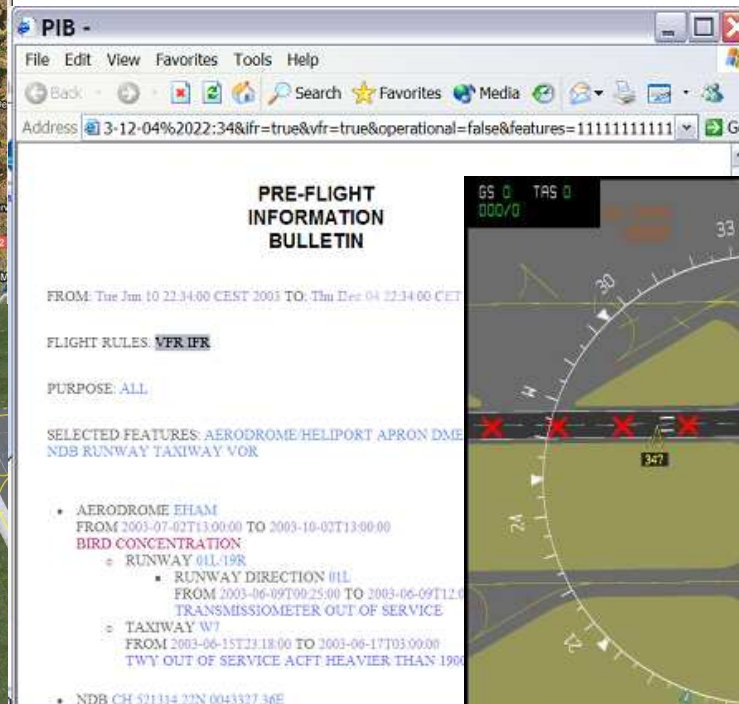 PIB -
File Edit View Favorites Tools Help
Back Search Favorites Media
Address 3-12-04%2022:34&ifr=true&vfr=true&operational=false&features=11111111111
PRE-FLIGHT
INFORMATION
BULLETIN
FROM: Tue Jun 10 22:34:00 CEST 2003 TO: Thu Dec 04 22:34:00 CET
FLIGHT RULES: VFR IFR
PURPOSE: ALL
SELECTED FEATURES: AERODROME/HELIPORT APRON DME
NDB RUNWAY TAXIWAY VOR
• AERODROME EHAM
FROM 2003-07-02T13:00:00 TO 2003-10-02T13:00:00
BIRD CONCENTRATION
○ RUNWAY 01L/19R
▪ RUNWAY DIRECTION 01L
FROM 2003-06-09T00:25:00 TO 2003-06-09T12:0
TRANSMISSIOMETER OUT OF SERVICE
○ TAXIWAY W7
FROM 2003-06-15T23:18:00 TO 2003-06-17T03:00:00
TWY OUT OF SERVICE ACFT HEAVIER THAN 1900
• NDB CH 521314.22N 0043327.36E
GS 0 TAS 0
000/0
33
30
W
347
24